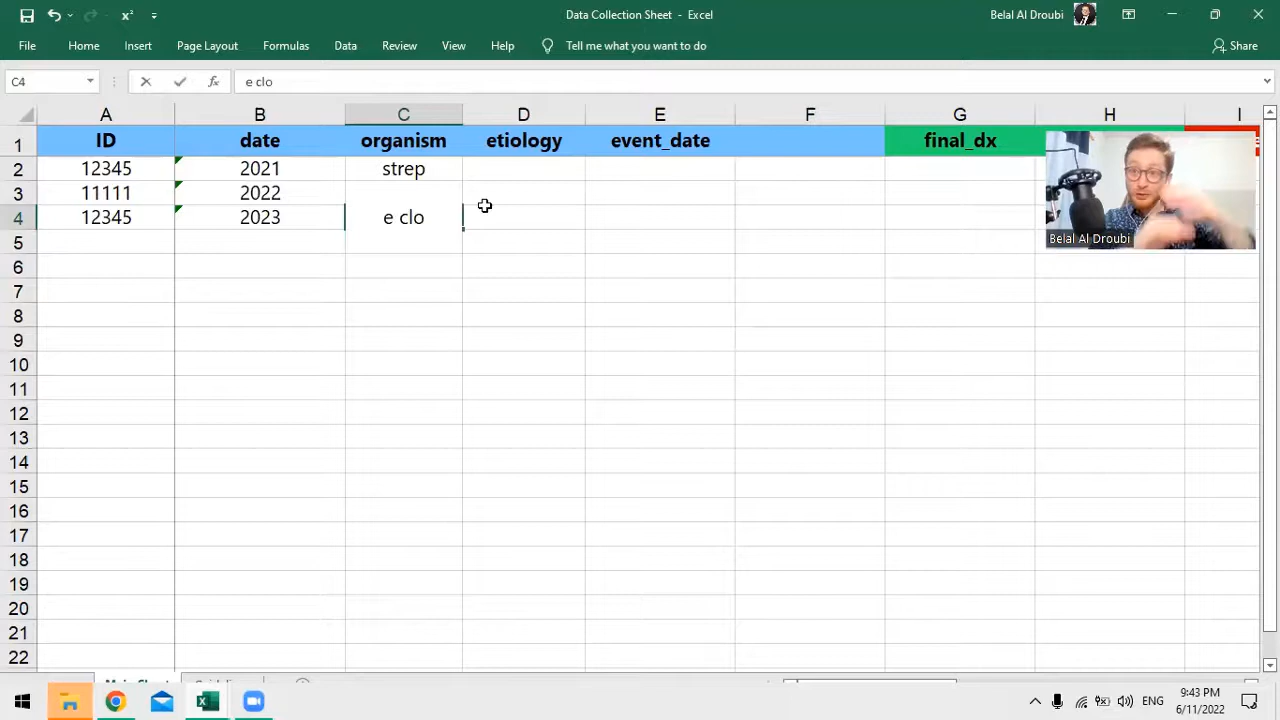 Data Collection Sheet - Excel
Belal Al Droubi
File Home Insert Page Layout Formulas Data Review View Help Tell me what you want to do Share
C4 fx e clo
A B C D E F G H I
1 ID date organism etiology event_date final_dx
2 12345 2021 strep
3 11111 2022
4 12345 2023 e clo
Belal Al Droubi
5
6
7
8
9
10
11
12
13
14
15
16
17
18
19
20
21
22
ENG
9:43 PM
6/11/2022